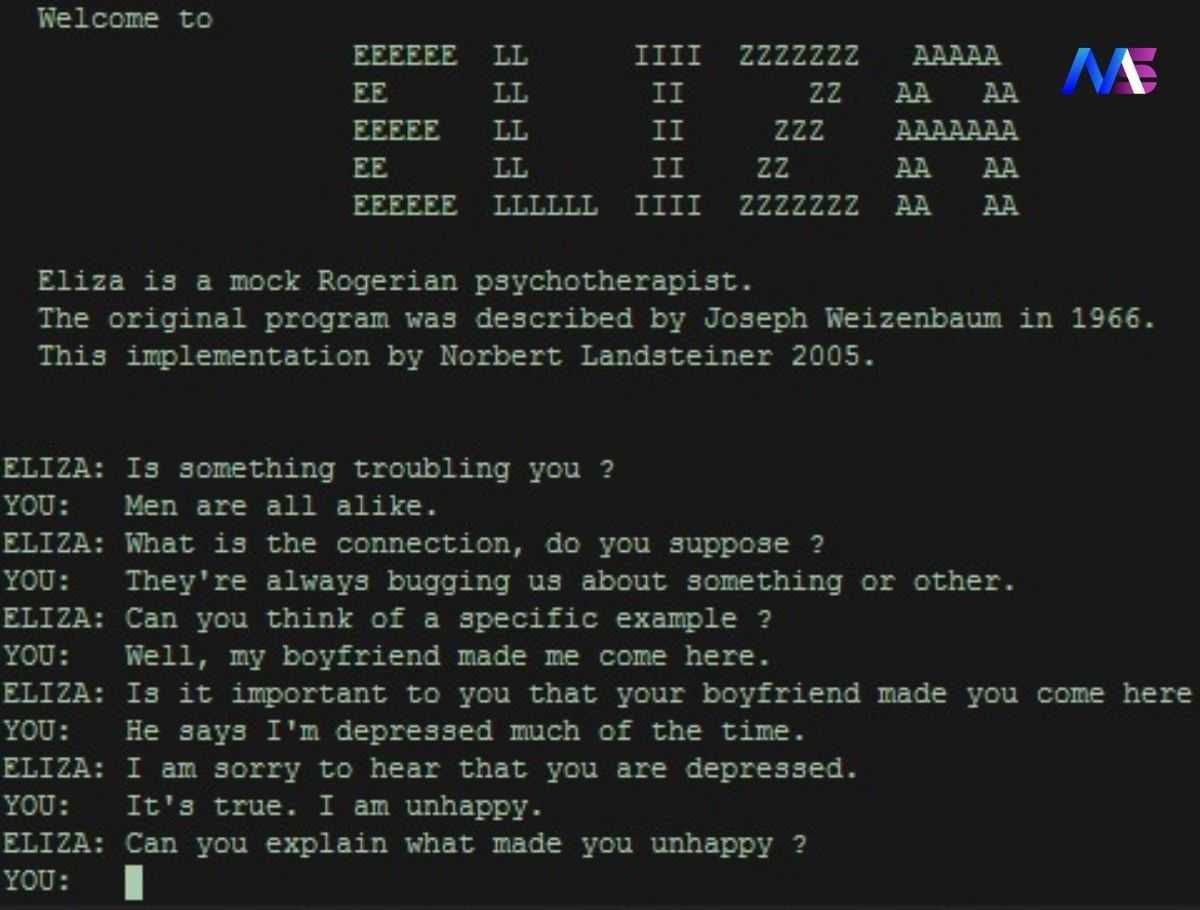 Welcome to
EEEEEE  LL      IIII  ZZZZZZZ   AAAAA
EE      LL       II        ZZ   AA   AA
EEEEE   LL       II      ZZZ    AAAAAAA
EE      LL       II     ZZ      AA   AA
EEEEEE  LLLLLL  IIII  ZZZZZZZ  AA   AA
MS
Eliza is a mock Rogerian psychotherapist.
The original program was described by Joseph Weizenbaum in 1966.
This implementation by Norbert Landsteiner 2005.
ELIZA: Is something troubling you ?
YOU:   Men are all alike.
ELIZA: What is the connection, do you suppose ?
YOU:   They're always bugging us about something or other.
ELIZA: Can you think of a specific example ?
YOU:   Well, my boyfriend made me come here.
ELIZA: Is it important to you that your boyfriend made you come here
YOU:   He says I'm depressed much of the time.
ELIZA: I am sorry to hear that you are depressed.
YOU:   It's true. I am unhappy.
ELIZA: Can you explain what made you unhappy ?
YOU: